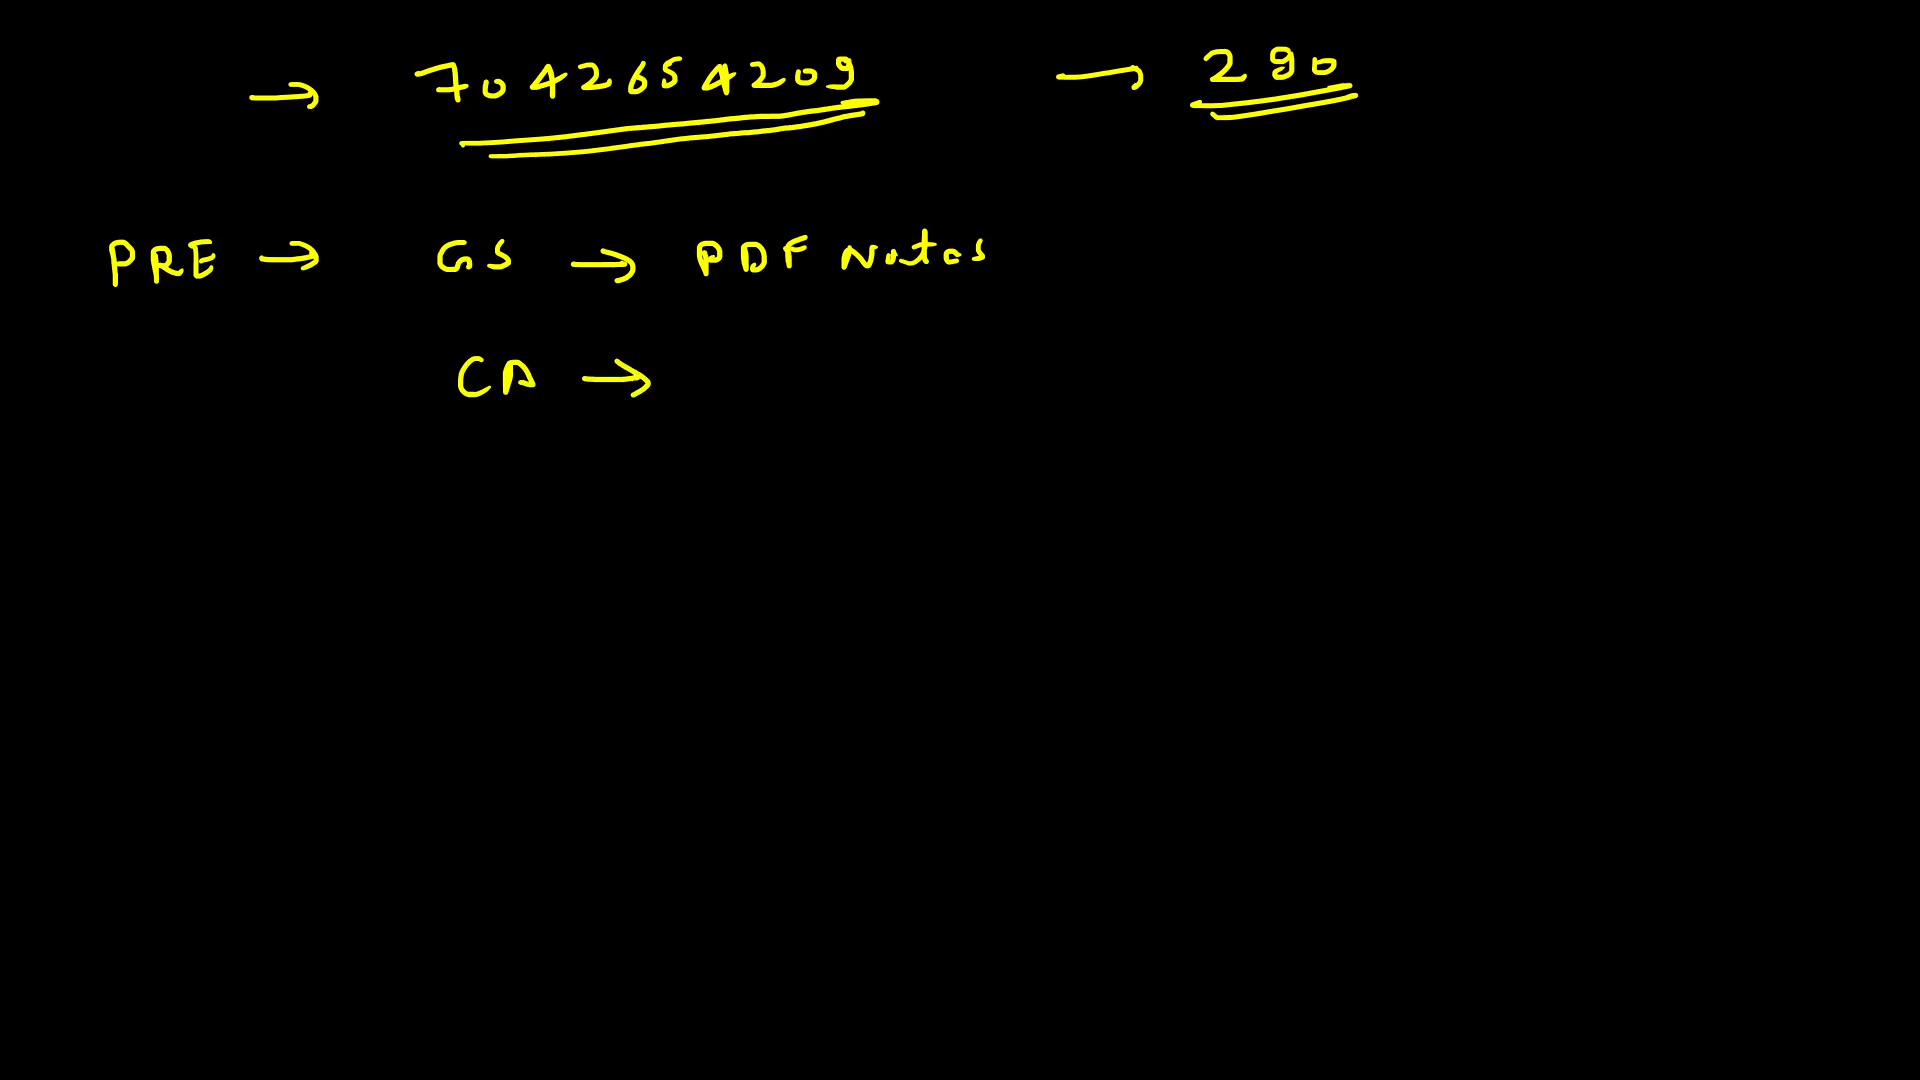 → 7042654209 → 290
PRE → GS → PDF Notes
CA →